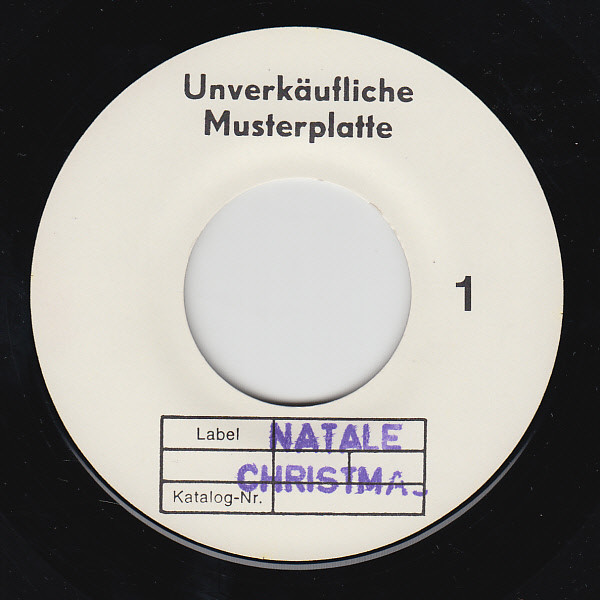 Unverkäufliche
Musterplatte
1
Label NATALE
CHRISTMAS
Katalog-Nr.